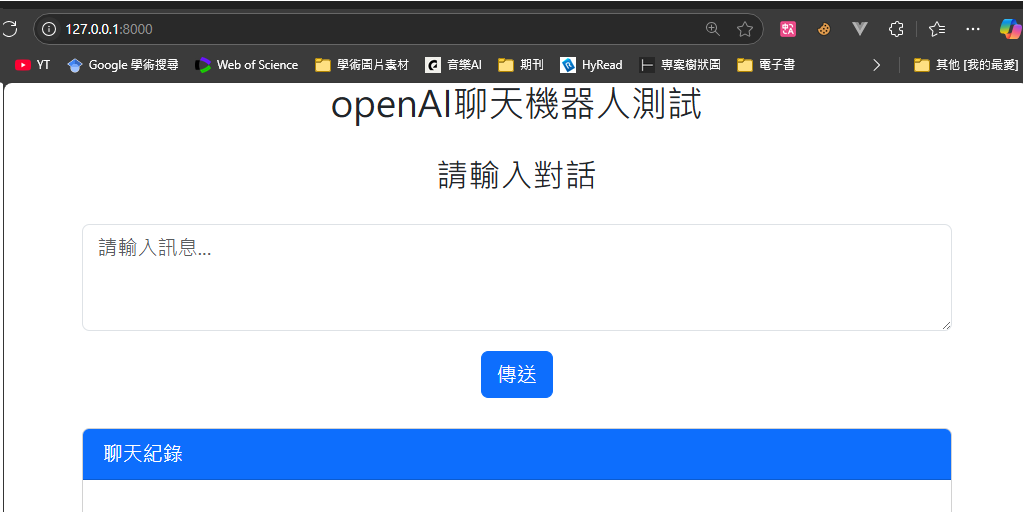 127.0.0.1:8000
YT Google 學術搜尋 Web of Science 學術圖片素材 音樂AI 期刊 HyRead 專案樹狀圖 電子書 其他 [我的最愛]
openAI聊天機器人測試
請輸入對話
請輸入訊息...
傳送
聊天紀錄